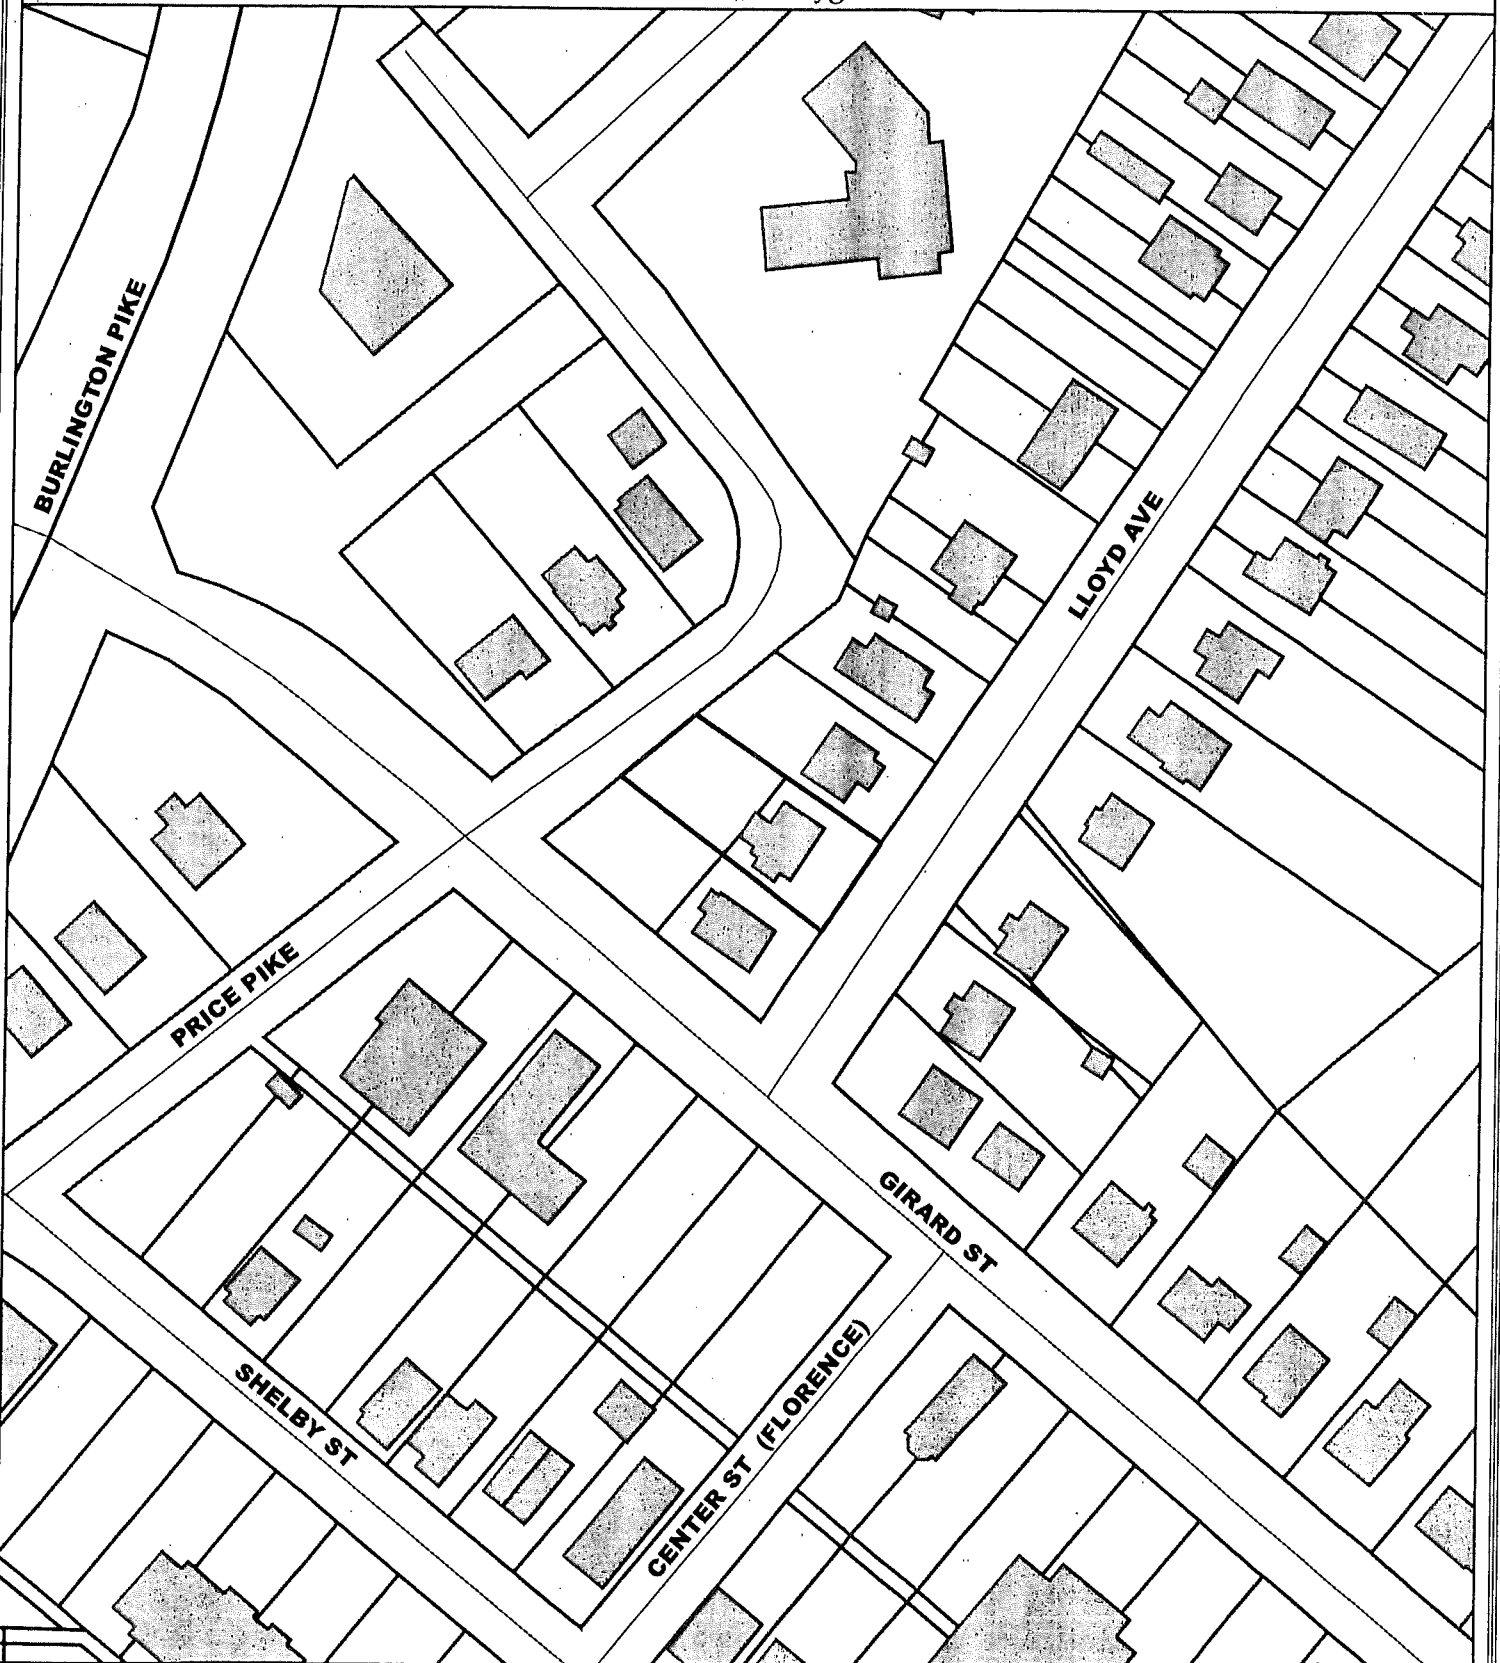 BURLINGTON PIKE
LLOYD AVE
PRICE PIKE
GIRARD ST
SHELBY ST
CENTER ST (FLORENCE)